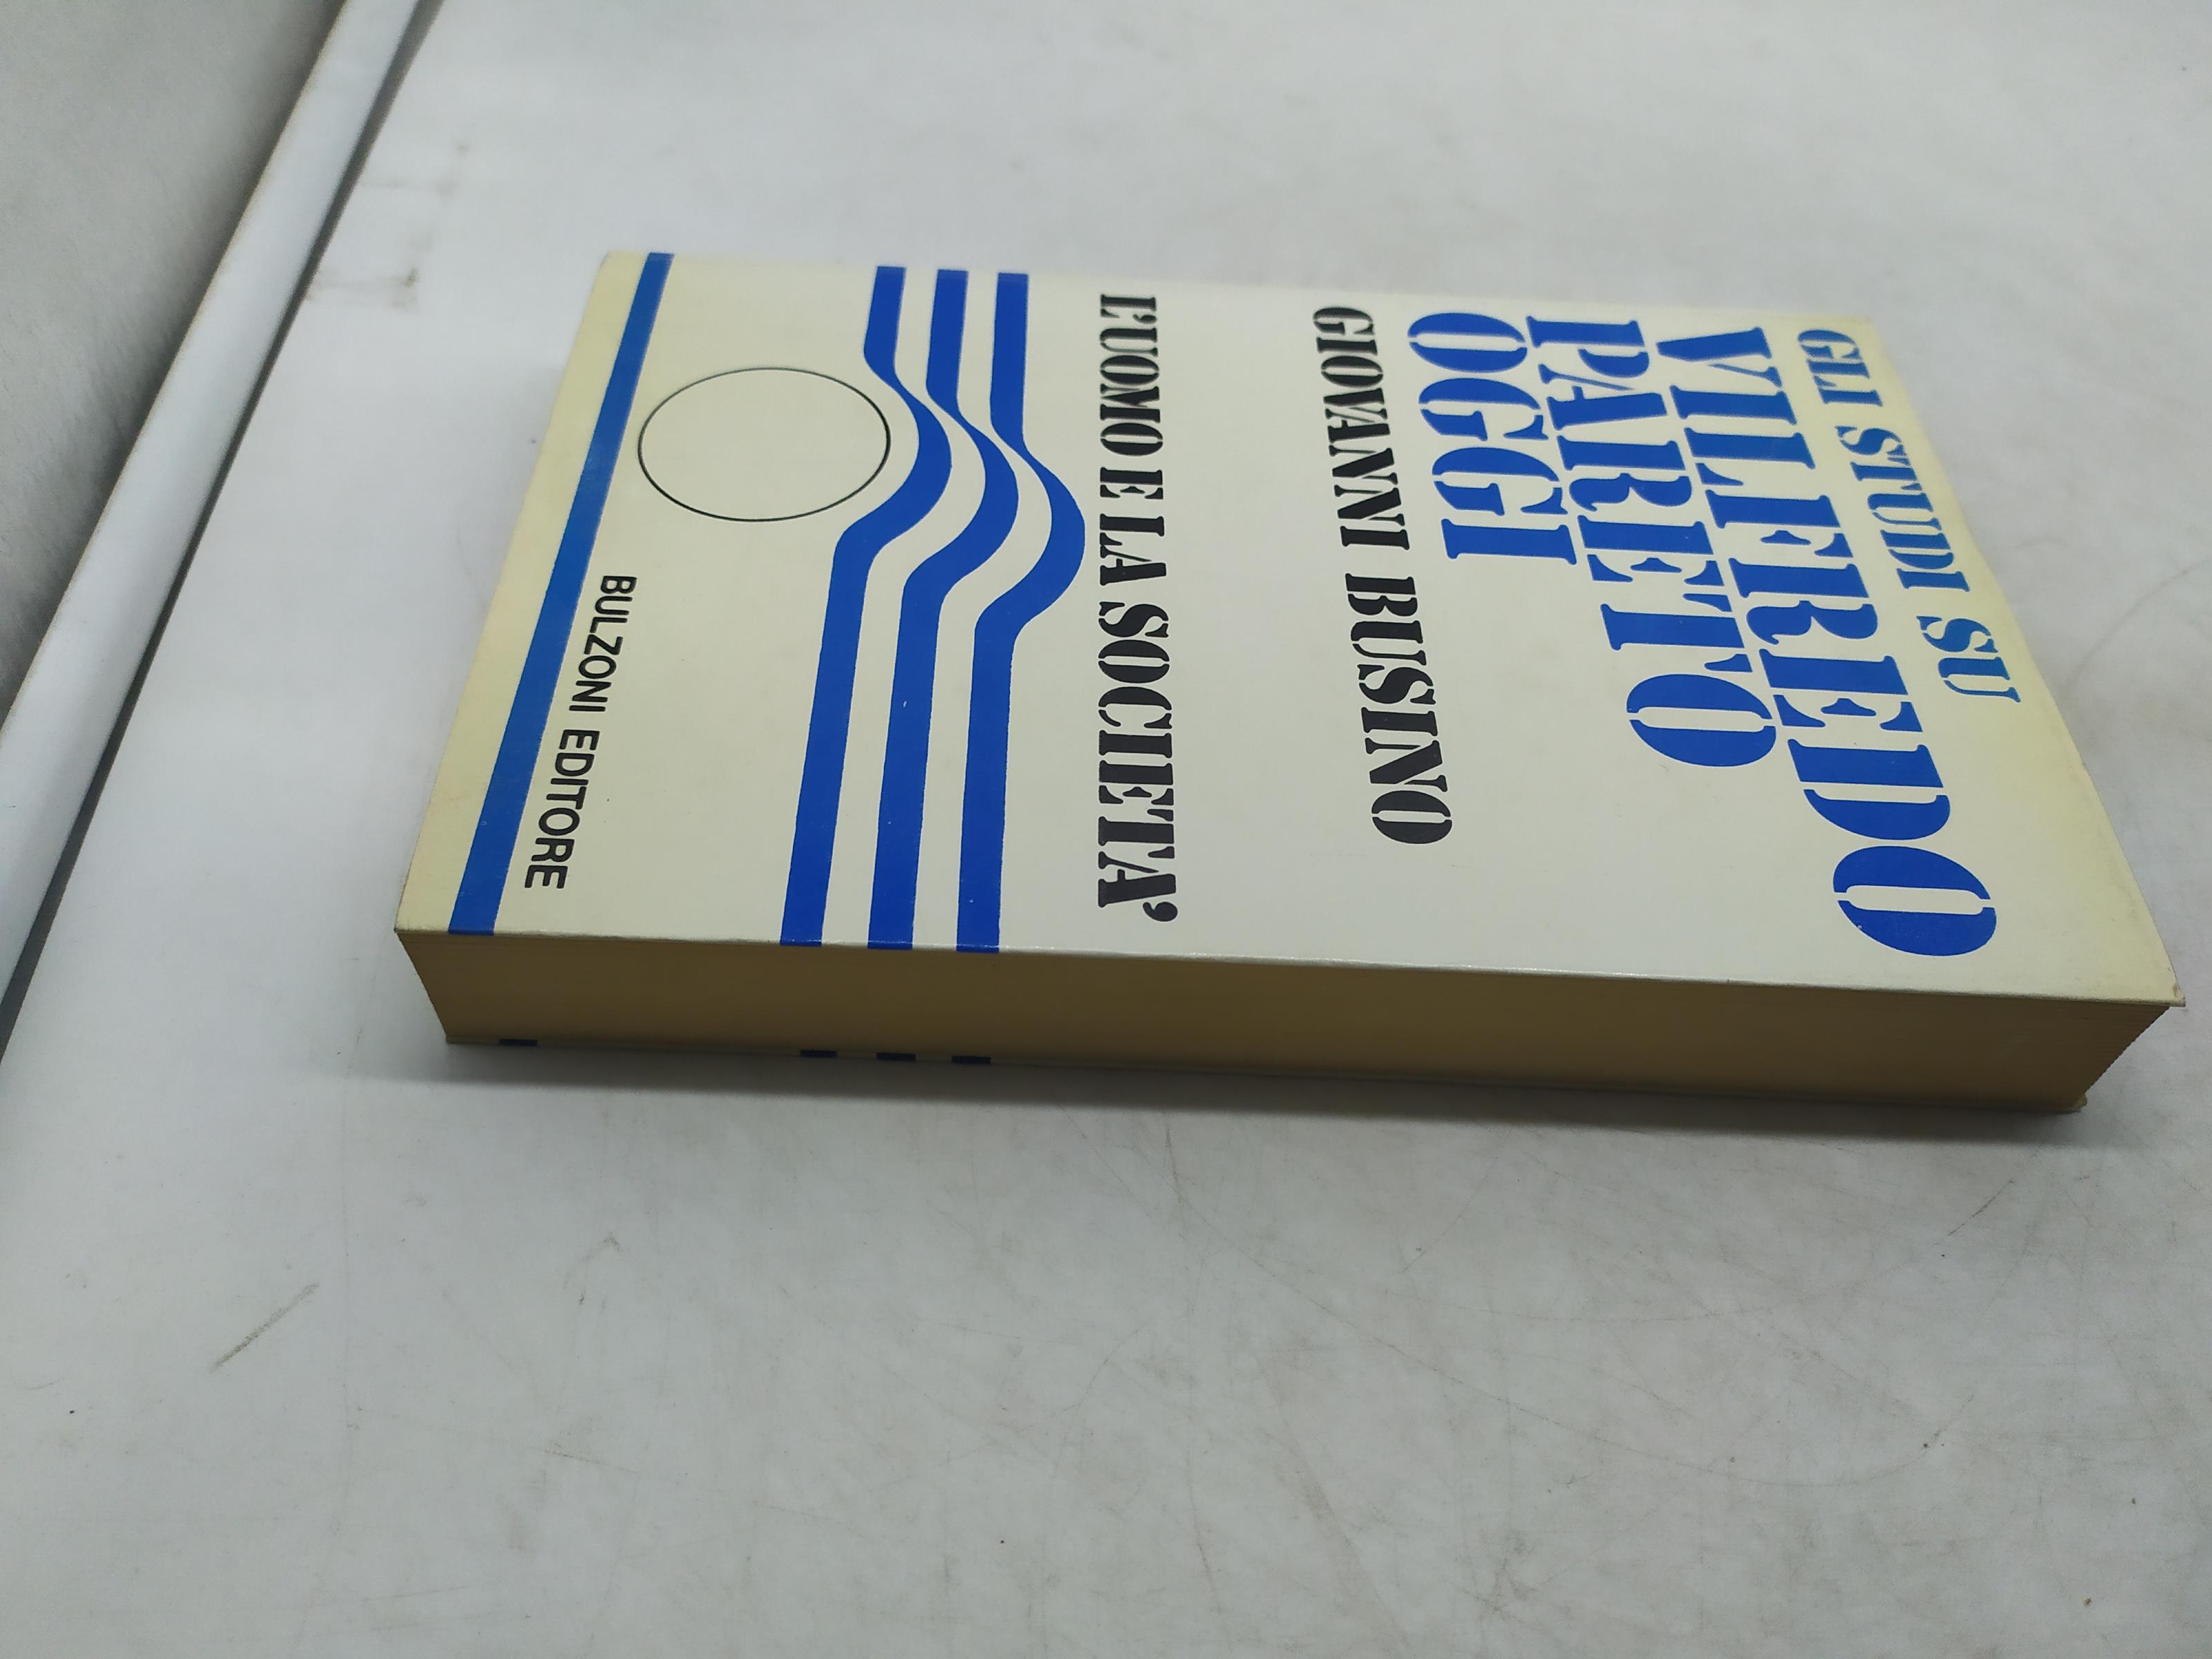 GLI STUDI SU
VILFREDO
PARETO
OGGI
GIOVANNI BUSINO
L'UOMO E LA SOCIETA'
BULZONI EDITORE